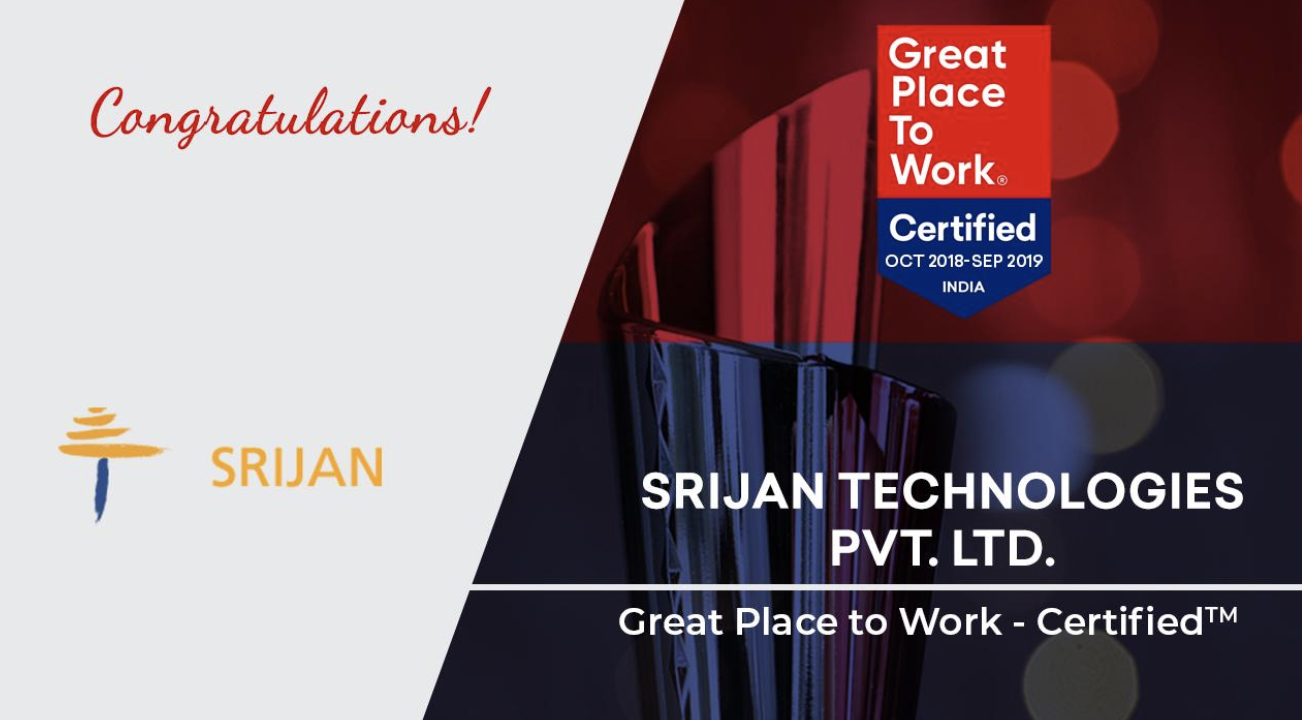 Congratulations!
SRIJAN
Great
Place
To
Work®
Certified
OCT 2018-SEP 2019
INDIA
SRIJAN TECHNOLOGIES
PVT. LTD.
Great Place to Work - Certified™